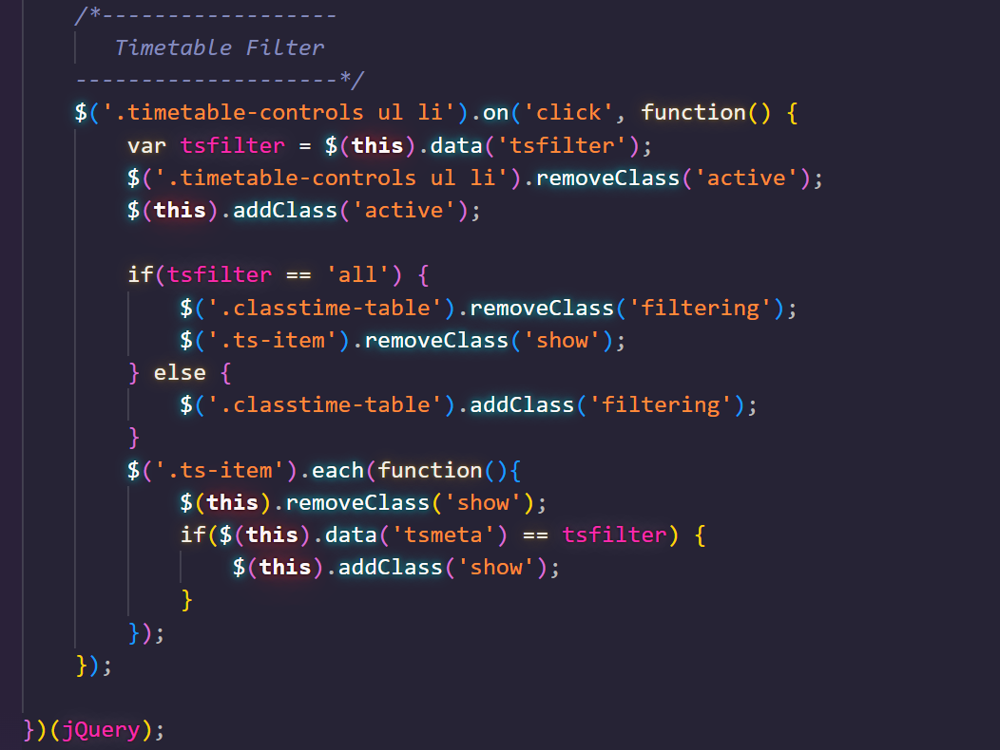 /*------------------
Timetable Filter
--------------------*/
$('.timetable-controls ul li').on('click', function() {
var tsfilter = $(this).data('tsfilter');
$('.timetable-controls ul li').removeClass('active');
$(this).addClass('active');
if(tsfilter == 'all') {
$('.classtime-table').removeClass('filtering');
$('.ts-item').removeClass('show');
} else {
$('.classtime-table').addClass('filtering');
}
$('.ts-item').each(function(){
$(this).removeClass('show');
if($(this).data('tsmeta') == tsfilter) {
$(this).addClass('show');
}
});
});
})(jQuery);